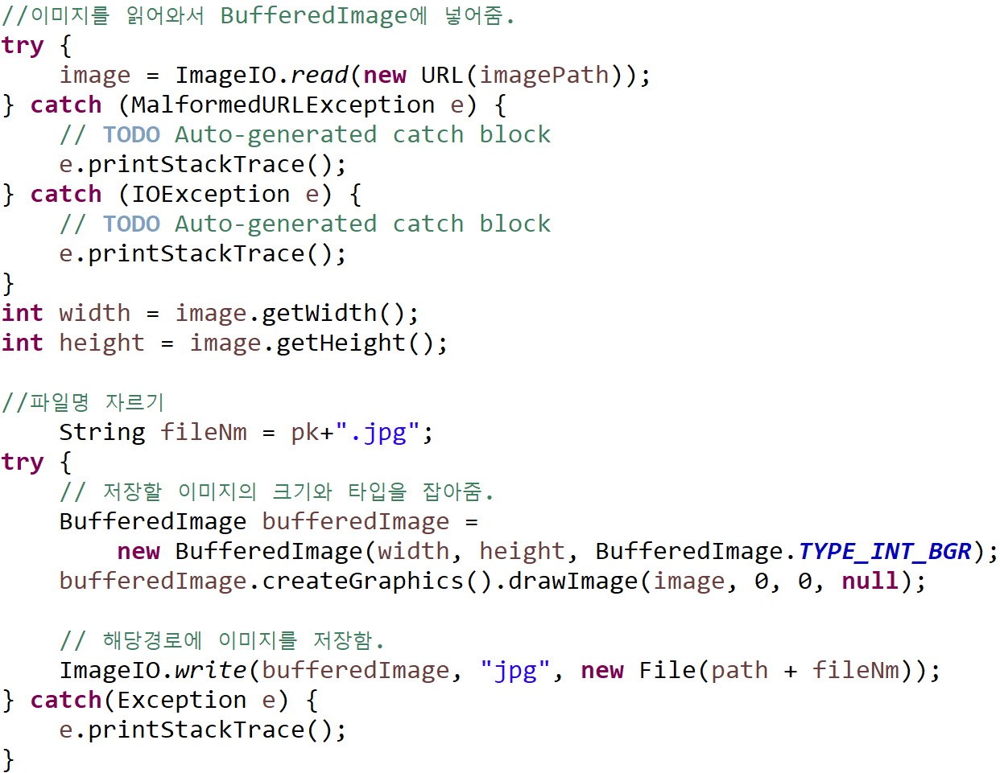 //이미지를 읽어와서 BufferedImage에 넣어줌.
try {
    image = ImageIO.read(new URL(imagePath));
} catch (MalformedURLException e) {
    // TODO Auto-generated catch block
    e.printStackTrace();
} catch (IOException e) {
    // TODO Auto-generated catch block
    e.printStackTrace();
}
int width = image.getWidth();
int height = image.getHeight();

//파일명 자르기
    String fileNm = pk+".jpg";
try {
    // 저장할 이미지의 크기와 타입을 잡아줌.
    BufferedImage bufferedImage =
        new BufferedImage(width, height, BufferedImage.TYPE_INT_BGR);
    bufferedImage.createGraphics().drawImage(image, 0, 0, null);

    // 해당경로에 이미지를 저장함.
    ImageIO.write(bufferedImage, "jpg", new File(path + fileNm));
} catch(Exception e) {
    e.printStackTrace();
}